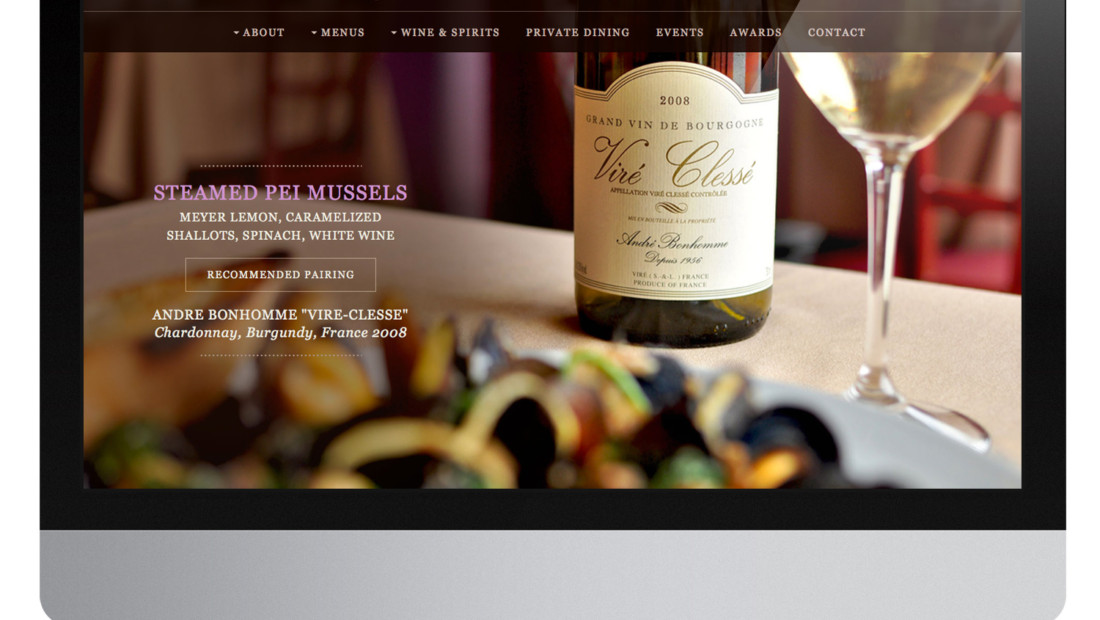 ABOUT MENUS WINE & SPIRITS PRIVATE DINING EVENTS AWARDS CONTACT
2008
GRAND VIN DE BOURGOGNE
Viré Clessé
APPELLATION VIRÉ CLESSÉ CONTRÔLÉE
MIS EN BOUTEILLE À LA PROPRIÉTÉ
André Bonhomme
Depuis 1956
VIRÉ ( S.-&-L. ) FRANCE
PRODUCE OF FRANCE
STEAMED PEI MUSSELS
MEYER LEMON, CARAMELIZED
SHALLOTS, SPINACH, WHITE WINE
RECOMMENDED PAIRING
ANDRE BONHOMME "VIRE-CLESSE"
Chardonnay, Burgundy, France 2008